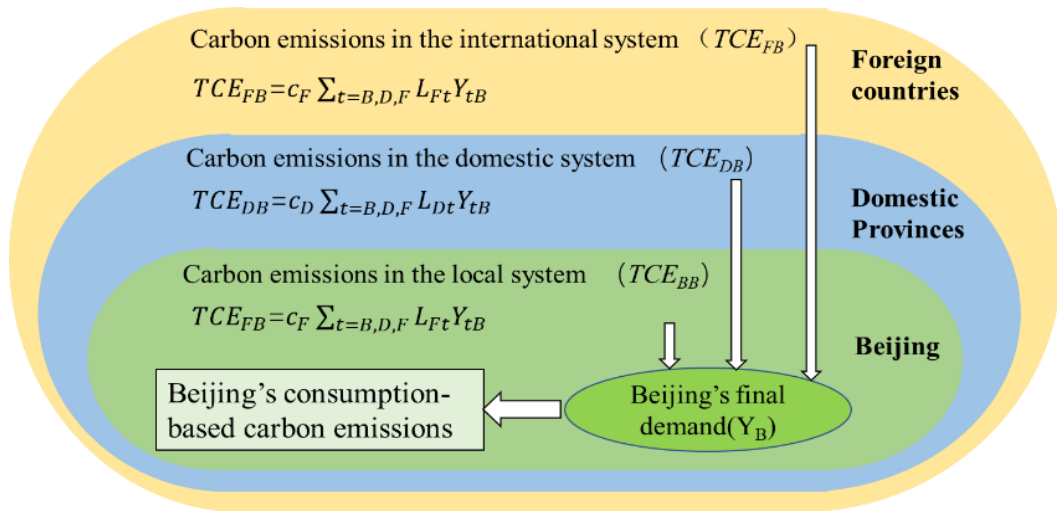 Carbon emissions in the international system （TCE_FB）
TCE_FB=c_F ∑_{t=B,D,F} L_Ft Y_tB
Foreign
countries
Carbon emissions in the domestic system （TCE_DB）
TCE_DB=c_D ∑_{t=B,D,F} L_Dt Y_tB
Domestic
Provinces
Carbon emissions in the local system （TCE_BB）
TCE_FB=c_F ∑_{t=B,D,F} L_Ft Y_tB
Beijing
Beijing’s consumption-
based carbon emissions
Beijing’s final
demand(Y_B)